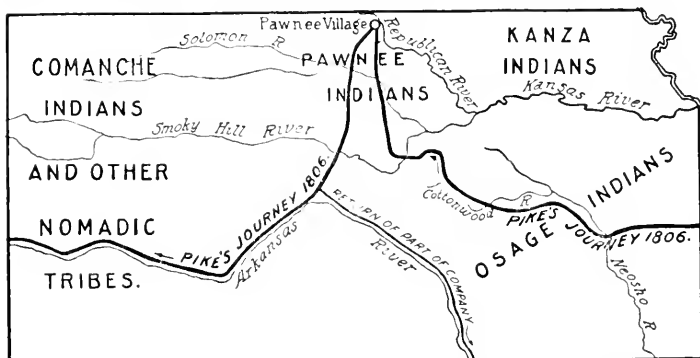 Pawnee Village
Republican River
Solomon R
KANZA
INDIANS
COMANCHE
INDIANS
AND OTHER
NOMADIC
TRIBES.
PAWNEE
INDIANS
Kansas River
Smoky Hill River
Cottonwood R
OSAGE INDIANS
PIKE'S JOURNEY 1806.
PIKE'S JOURNEY 1806.
Arkansas River
RETURN OF PART OF COMPANY
Neosho R